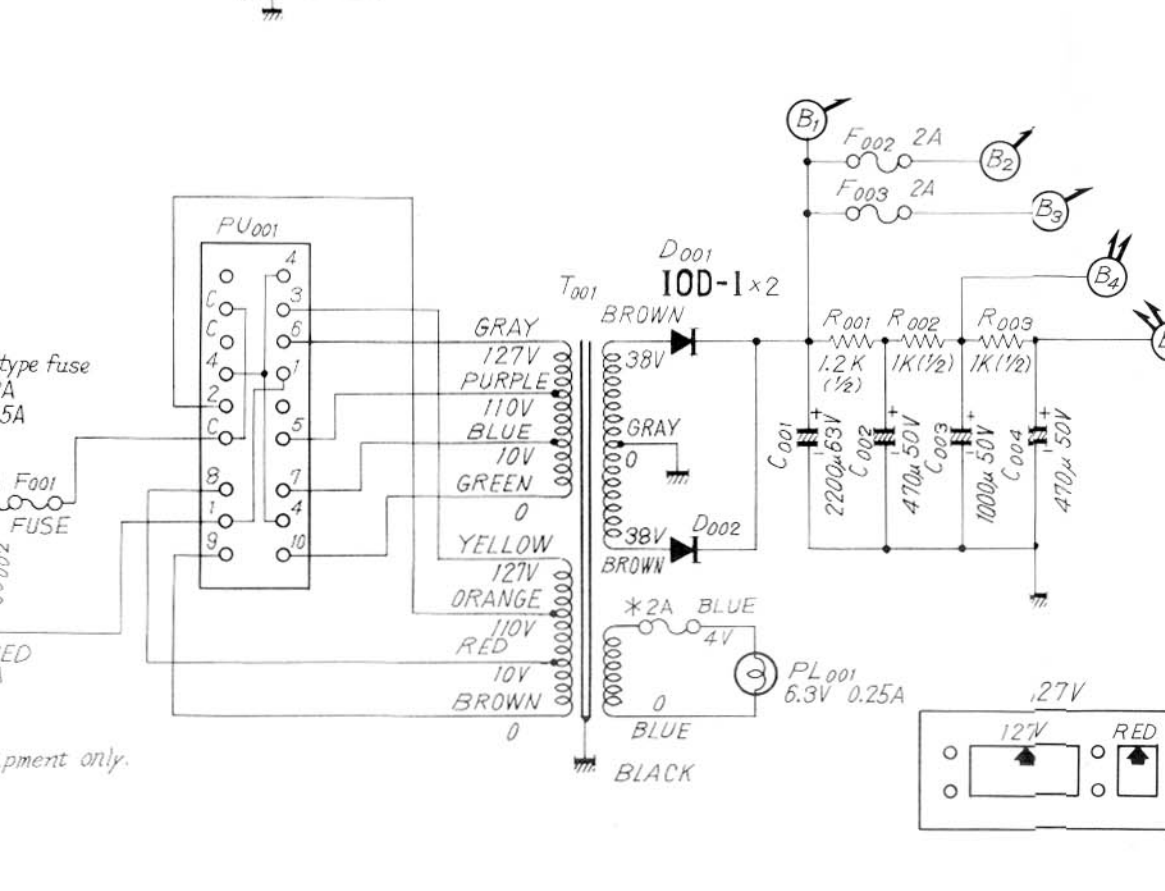 B1
F002 2A
B2
F003 2A
B3
PU001
D001
10D-1×2
B4
T001
4
C
3
C
6
4
1
2
C
5
8
7
1
4
9
10
GRAY
127V
PURPLE
110V
BLUE
10V
GREEN
0
YELLOW
127V
ORANGE
110V
RED
10V
BROWN
0
BROWN
38V
GRAY
0
38V
D002
BROWN
R001
1.2K
(1/2)
R002
1K(1/2)
R003
1K(1/2)
C001
+
-
2200μ63V
C002
+
-
470μ50V
C003
+
-
1000μ50V
C004
+
-
470μ50V
type fuse
5A
F001
FUSE
*2A BLUE
4V
PL001
6.3V 0.25A
0
BLUE
BLACK
pment only.
127V
RED